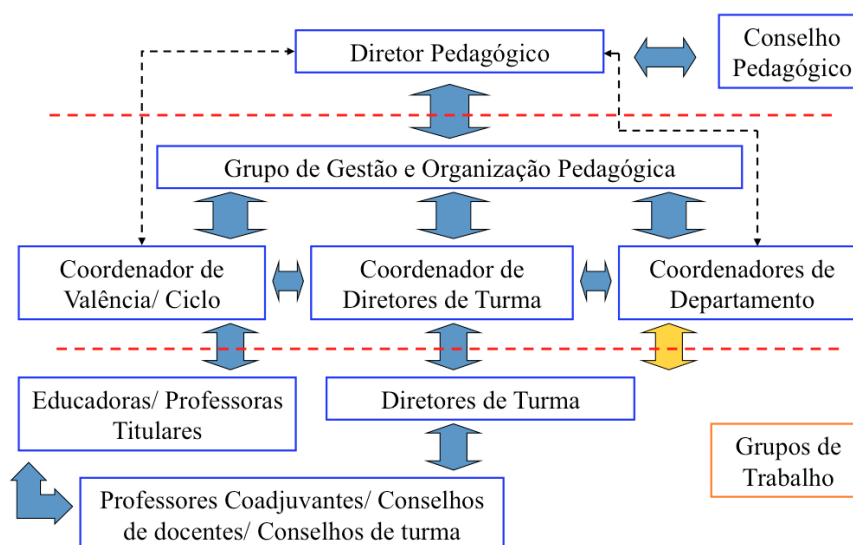 Diretor Pedagógico
Conselho
Pedagógico
Grupo de Gestão e Organização Pedagógica
Coordenador de
Valência/ Ciclo
Coordenador de
Diretores de Turma
Coordenadores de
Departamento
Educadoras/ Professoras
Titulares
Diretores de Turma
Grupos de
Trabalho
Professores Coadjuvantes/ Conselhos
de docentes/ Conselhos de turma